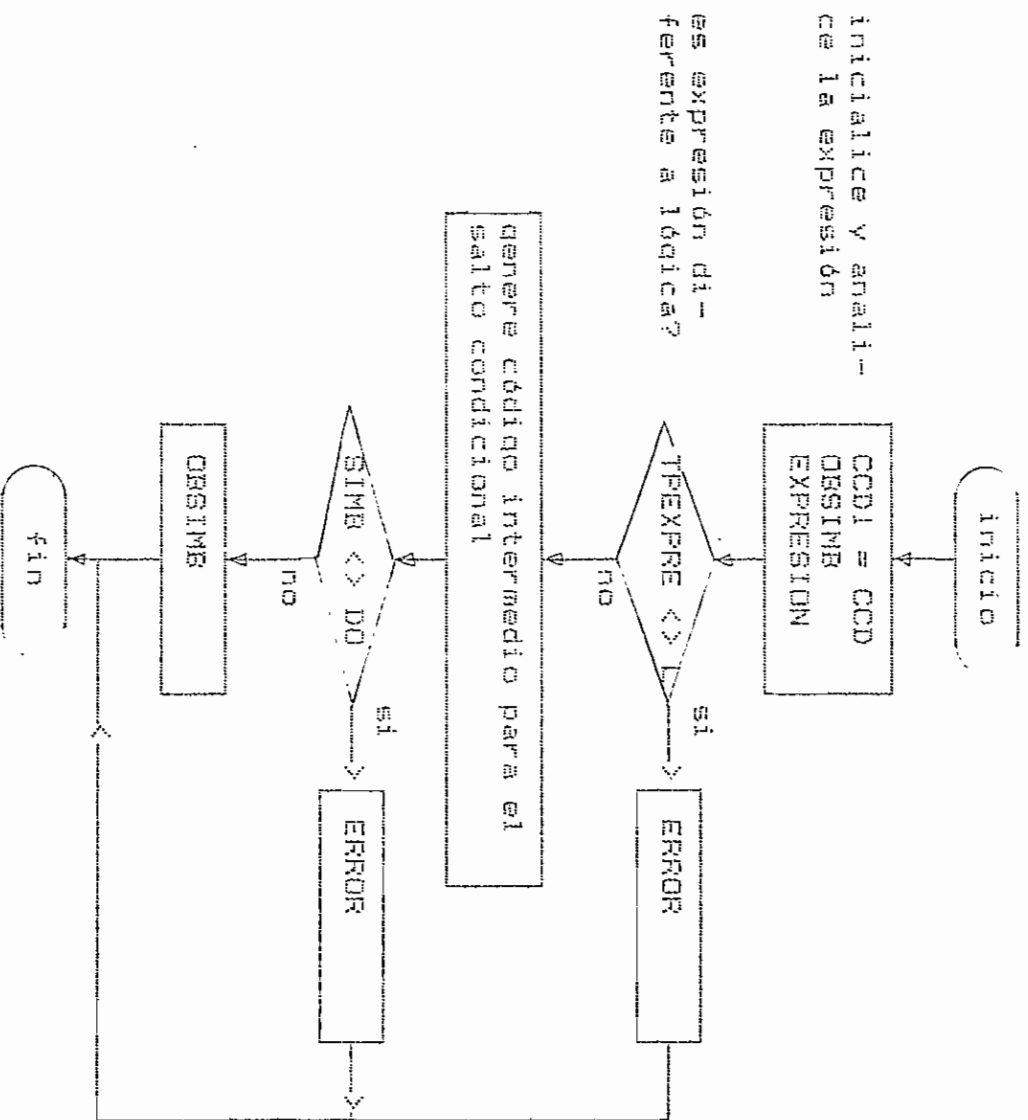 inicio
inicialice y anali-
ce la expresión
CCD1 = CCD
OBSIMB
EXPRESION
es expresión di-
ferente a lógica?
TPEXPRE <> L
si
ERROR
no
genere código intermedio para el
salto condicional
SIMB <> DO
si
ERROR
no
OBSIMB
fin